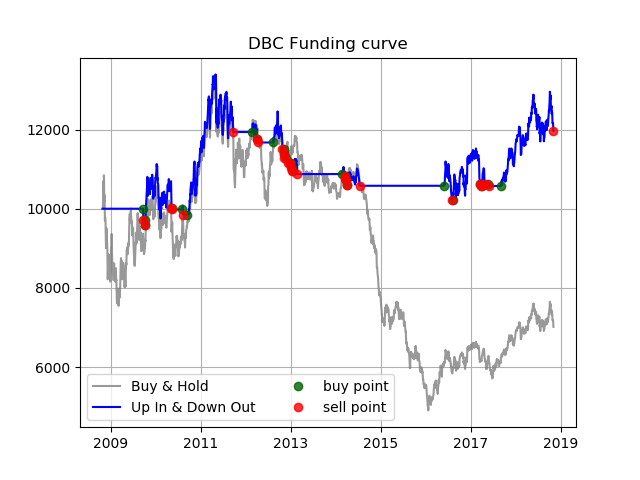 DBC Funding curve
12000
10000
8000
6000
Buy & Hold
Up In & Down Out
buy point
sell point
2009 2011 2013 2015 2017 2019